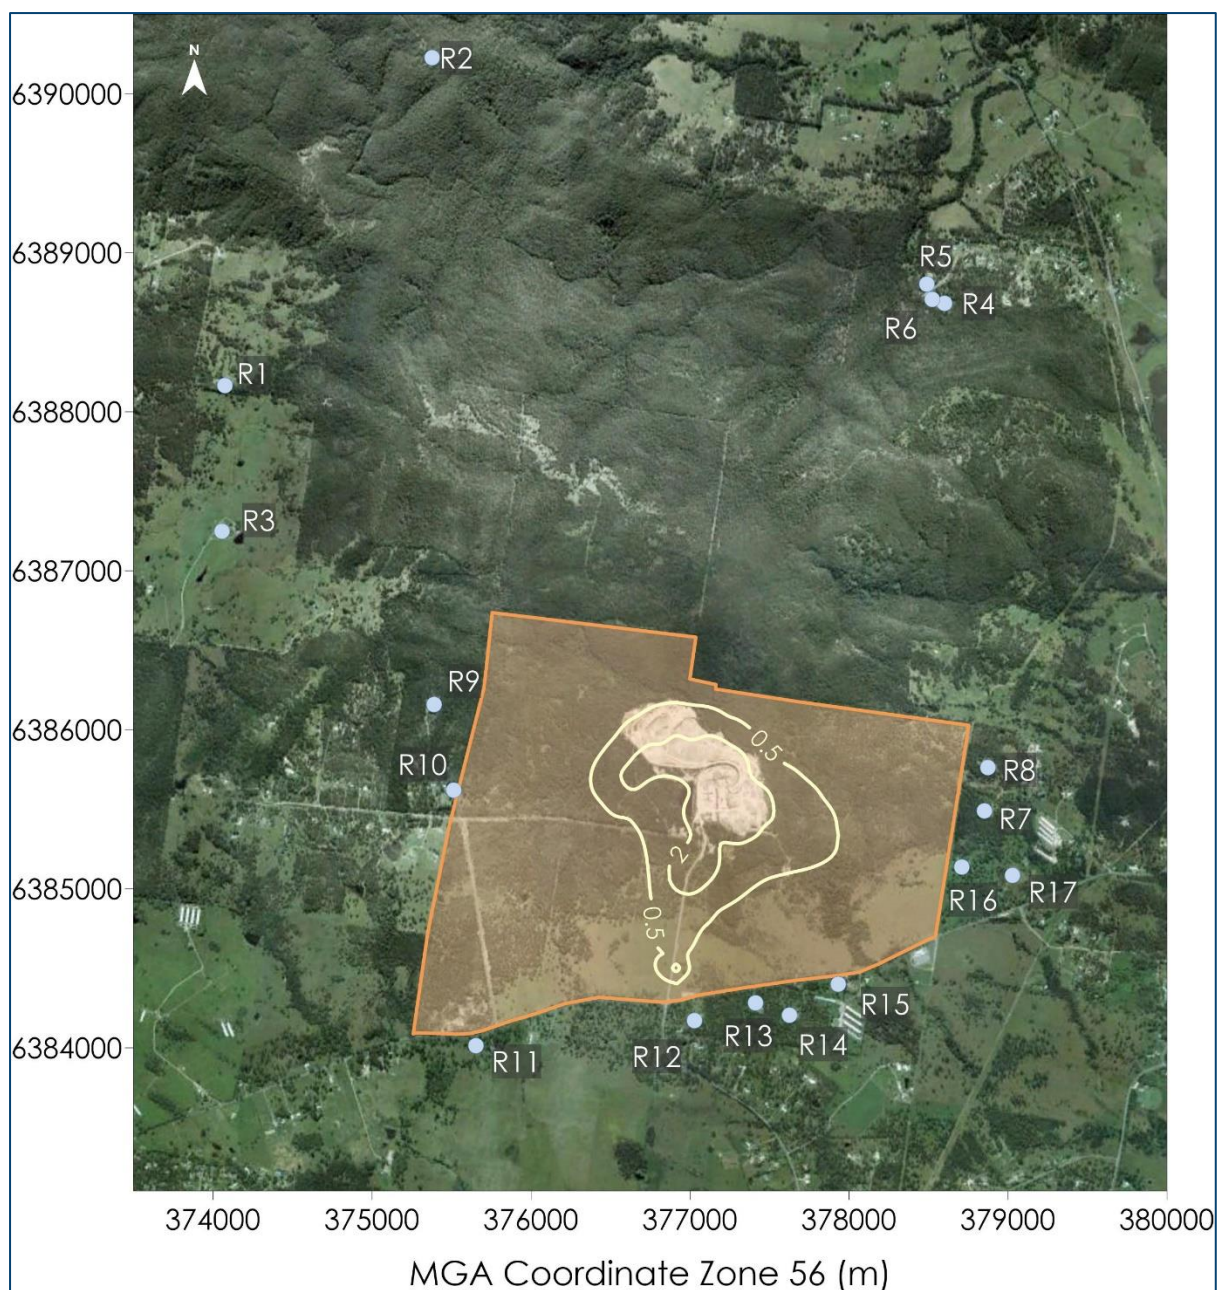 N
R2
6390000
6389000
R5
R4
R6
R1
6388000
R3
6387000
R9
6386000
0.5
R10
R8
R7
2
6385000
R16
R17
0.5
R15
R13
R14
R12
R11
6384000
374000 375000 376000 377000 378000 379000 380000
MGA Coordinate Zone 56 (m)